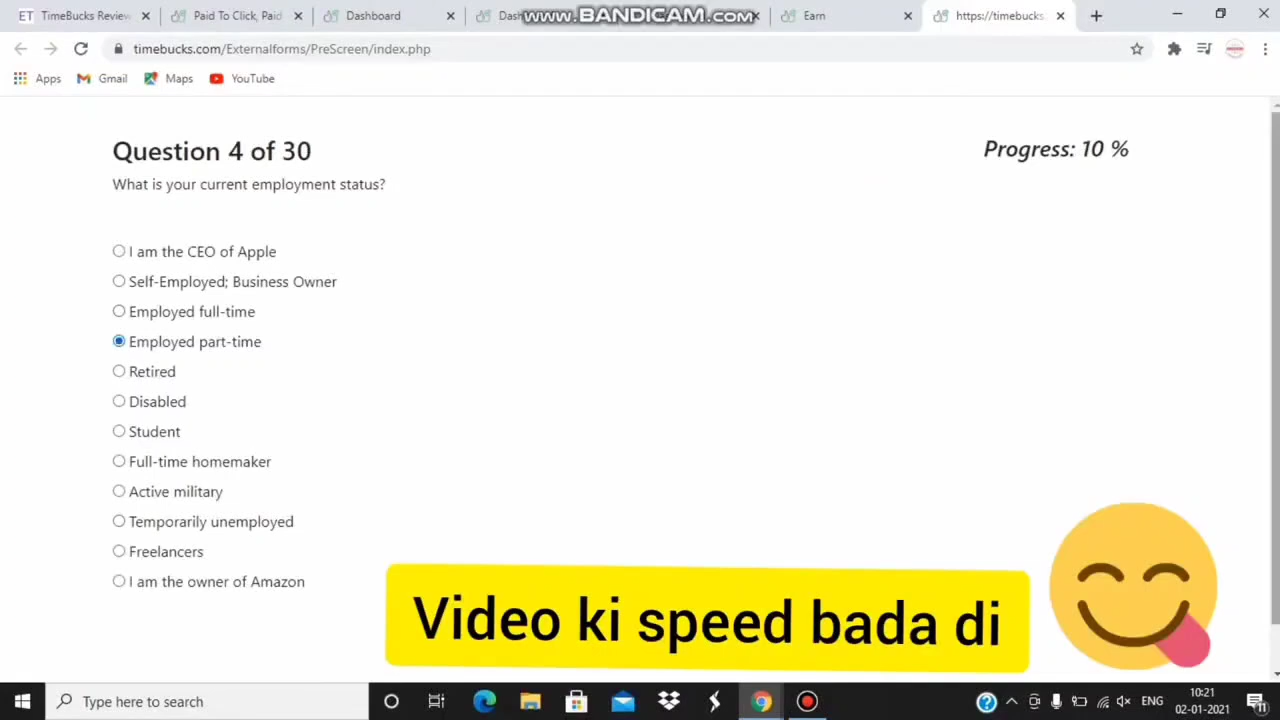 ET TimeBucks Review
Paid To Click, Paid
Dashboard
Dash
www.BANDICAM.com
Earn
https://timebucks
timebucks.com/Externalforms/PreScreen/index.php
Apps
Gmail
Maps
YouTube
Question 4 of 30
Progress: 10 %
What is your current employment status?
I am the CEO of Apple
Self-Employed; Business Owner
Employed full-time
Employed part-time
Retired
Disabled
Student
Full-time homemaker
Active military
Temporarily unemployed
Freelancers
I am the owner of Amazon
Video ki speed bada di
Type here to search
ENG
10:21
02-01-2021
11